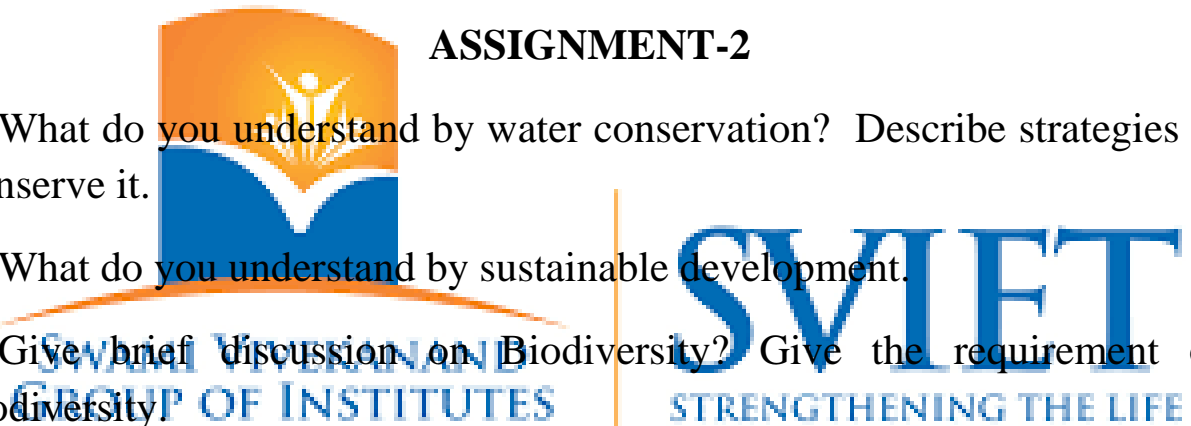 ASSIGNMENT-2
What do you understand by water conservation? Describe strategies
nserve it.
What do you understand by sustainable development.
Give brief discussion on Biodiversity? Give the requirement
odiversity.
SWAMI VIVEKANAND
GROUP OF INSTITUTES
SVIET
STRENGTHENING THE LIFE